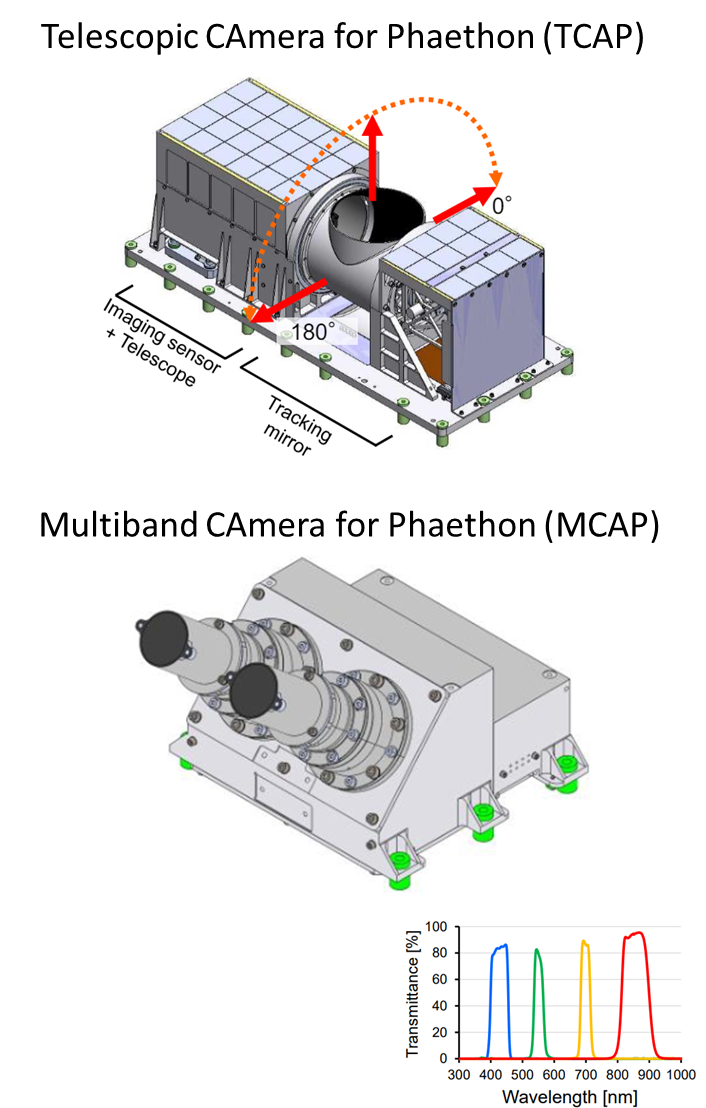 Telescopic CAmera for Phaethon (TCAP)
0°
180°
Imaging sensor
+ Telescope
Tracking
mirror
Multiband CAmera for Phaethon (MCAP)
Transmittance [%]
100
80
60
40
20
0
300 400 500 600 700 800 900 1000
Wavelength [nm]